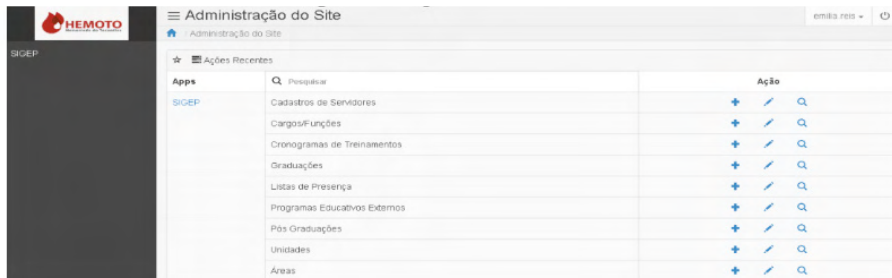 HEMOTO
Administração do Site
emilia reis
Administração do Site
SIGEP
Ações Recentes
Apps
Pesquisar
Ação
SIGEP
Cadastros de Servidores
Cargos/Funções
Cronogramas de Treinamentos
Graduações
Listas de Presença
Programas Educativos Externos
Pós Graduações
Unidades
Áreas